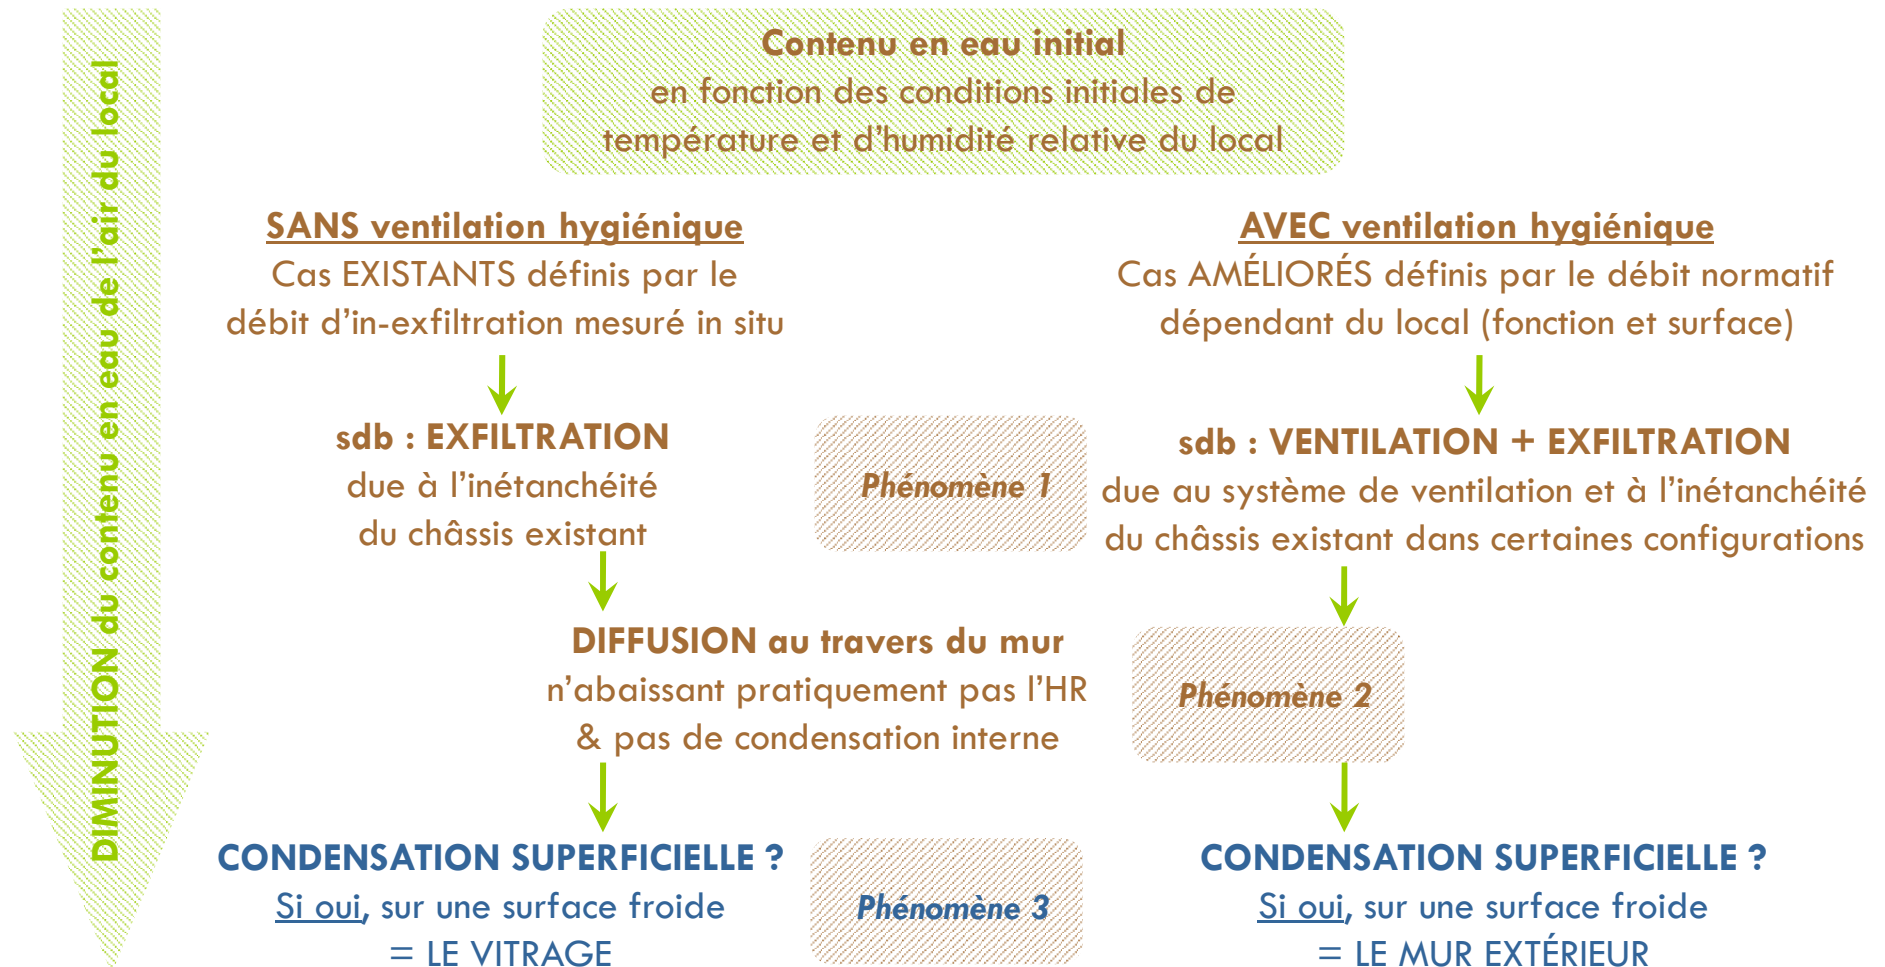 DIMINUTION du contenu en eau de l'air du local
Contenu en eau initial
en fonction des conditions initiales de
température et d'humidité relative du local
SANS ventilation hygiénique
Cas EXISTANTS définis par le
débit d'in-exfiltration mesuré in situ
AVEC ventilation hygiénique
Cas AMÉLIORÉS définis par le débit normatif
dépendant du local (fonction et surface)
sdb : EXFILTRATION
due à l'inétanchéité
du châssis existant
Phénomène 1
sdb : VENTILATION + EXFILTRATION
due au système de ventilation et à l'inétanchéité
du châssis existant dans certaines configurations
DIFFUSION au travers du mur
n'abaissant pratiquement pas l'HR
& pas de condensation interne
Phénomène 2
CONDENSATION SUPERFICIELLE ?
Si oui, sur une surface froide
= LE VITRAGE
Phénomène 3
CONDENSATION SUPERFICIELLE ?
Si oui, sur une surface froide
= LE MUR EXTÉRIEUR